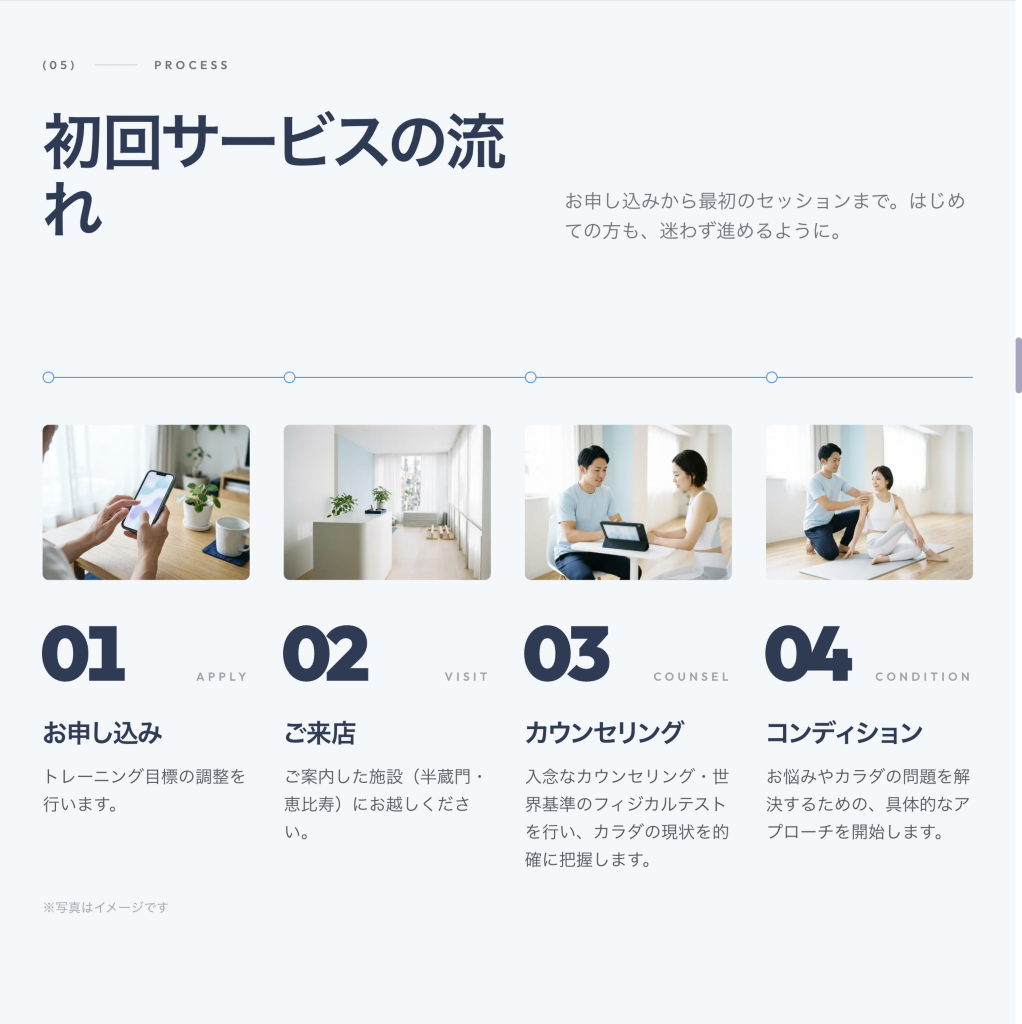 (05) PROCESS
初回サービスの流
れ
お申し込みから最初のセッションまで。はじめ
ての方も、迷わず進めるように。
01 APPLY
お申し込み
トレーニング目標の調整を
行います。
02 VISIT
ご来店
ご案内した施設（半蔵門・
恵比寿）にお越しくださ
い。
03 COUNSEL
カウンセリング
入念なカウンセリング・世
界基準のフィジカルテスト
を行い、カラダの現状を的
確に把握します。
04 CONDITION
コンディション
お悩みやカラダの問題を解
決するための、具体的なア
プローチを開始します。
※写真はイメージです